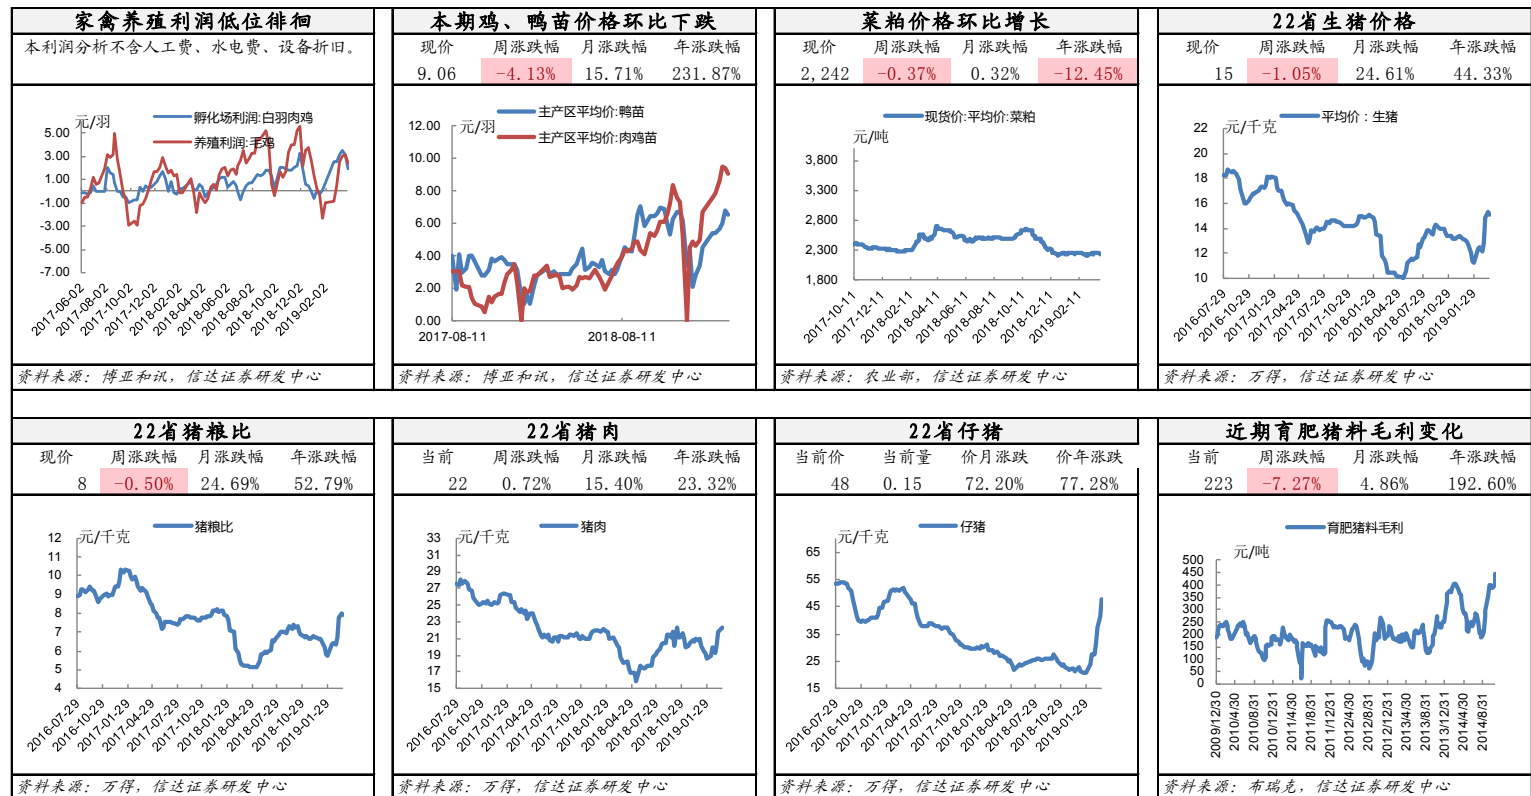 家禽养殖利润低位徘徊
本利润分析不含人工费、水电费、设备折旧。
元/羽
孵化场利润:白羽肉鸡
养殖利润:毛鸡
5.00
3.00
1.00
-1.00
-3.00
-5.00
-7.00
2017-06-02
2017-08-02
2017-10-02
2017-12-02
2018-02-02
2018-04-02
2018-06-02
2018-08-02
2018-10-02
2018-12-02
2019-02-02
资料来源：博亚和讯，信达证券研发中心
本期鸡、鸭苗价格环比下跌
现价 周涨跌幅 月涨跌幅 年涨跌幅
9.06 -4.13% 15.71% 231.87%
元/羽
主产区平均价:鸭苗
主产区平均价:肉鸡苗
12.00
10.00
8.00
6.00
4.00
2.00
0.00
2017-08-11 2018-08-11
资料来源：博亚和讯，信达证券研发中心
菜粕价格环比增长
现价 周涨跌幅 月涨跌幅 年涨跌幅
2,242 -0.37% 0.32% -12.45%
现货价:平均价:菜粕
元/吨
3,800
3,300
2,800
2,300
1,800
2017-10-11
2017-12-11
2018-02-11
2018-04-11
2018-06-11
2018-08-11
2018-10-11
2018-12-11
2019-02-11
资料来源：农业部，信达证券研发中心
22省生猪价格
现价 周涨跌幅 月涨跌幅 年涨跌幅
15 -1.05% 24.61% 44.33%
平均价：生猪
元/千克
22
20
18
16
14
12
10
2016-07-29
2016-10-29
2017-01-29
2017-04-29
2017-07-29
2017-10-29
2018-01-29
2018-04-29
2018-07-29
2018-10-29
2019-01-29
资料来源：万得，信达证券研发中心
22省猪粮比
现价 周涨跌幅 月涨跌幅 年涨跌幅
8 -0.50% 24.69% 52.79%
猪粮比
元/千克
12
11
10
9
8
7
6
5
4
2016-07-29
2016-10-29
2017-01-29
2017-04-29
2017-07-29
2017-10-29
2018-01-29
2018-04-29
2018-07-29
2018-10-29
2019-01-29
资料来源：万得，信达证券研发中心
22省猪肉
当前 周涨跌幅 月涨跌幅 年涨跌幅
22 0.72% 15.40% 23.32%
猪肉
元/千克
33
31
29
27
25
23
21
19
17
15
2016-07-29
2016-10-29
2017-01-29
2017-04-29
2017-07-29
2017-10-29
2018-01-29
2018-04-29
2018-07-29
2018-10-29
2019-01-29
资料来源：万得，信达证券研发中心
22省仔猪
当前价 当前量 价月涨跌 价年涨跌
48 0.15 72.20% 77.28%
仔猪
元/千克
65
55
45
35
25
15
2016-07-29
2016-10-29
2017-01-29
2017-04-29
2017-07-29
2017-10-29
2018-01-29
2018-04-29
2018-07-29
2018-10-29
2019-01-29
资料来源：万得，信达证券研发中心
近期育肥猪料毛利变化
当前 周涨跌幅 月涨跌幅 年涨跌幅
223 -7.27% 4.86% 192.60%
育肥猪料毛利
元/吨
500
450
400
350
300
250
200
150
100
50
0
2009/12/30
2010/4/30
2010/8/31
2010/12/31
2011/4/30
2011/8/31
2011/12/31
2012/4/30
2012/8/31
2012/12/31
2013/4/30
2013/8/31
2013/12/31
2014/4/30
2014/8/31
资料来源：布瑞克，信达证券研发中心